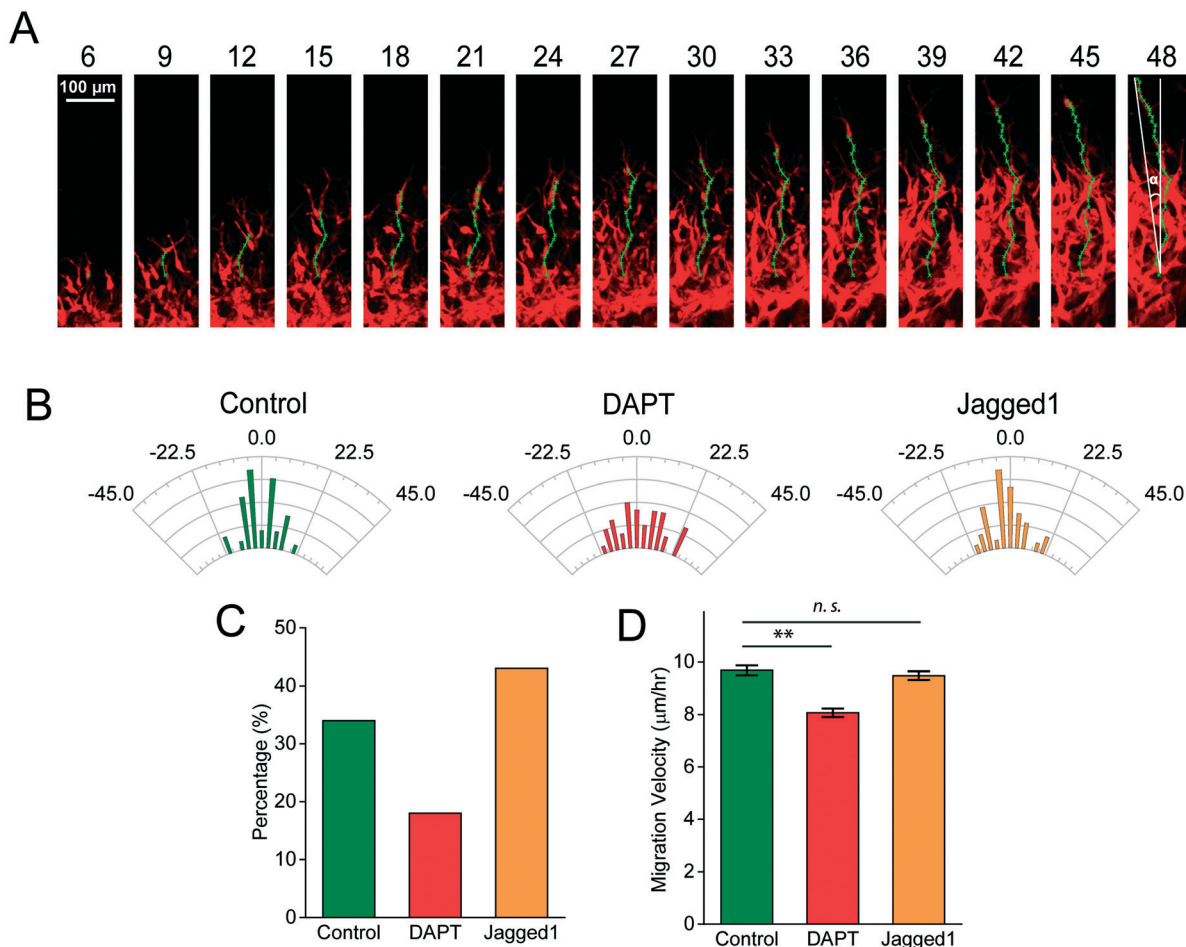 A
6 9 12 15 18 21 24 27 30 33 36 39 42 45 48
100 µm
α
B
Control DAPT Jagged1
0.0 0.0 0.0
-22.5 22.5 -22.5 22.5 -22.5 22.5
-45.0 45.0 -45.0 45.0 -45.0 45.0
C
Percentage (%)
50
40
30
20
10
0
Control DAPT Jagged1
D
Migration Velocity (µm/hr)
n. s.
**
10
8
6
4
2
0
Control DAPT Jagged1